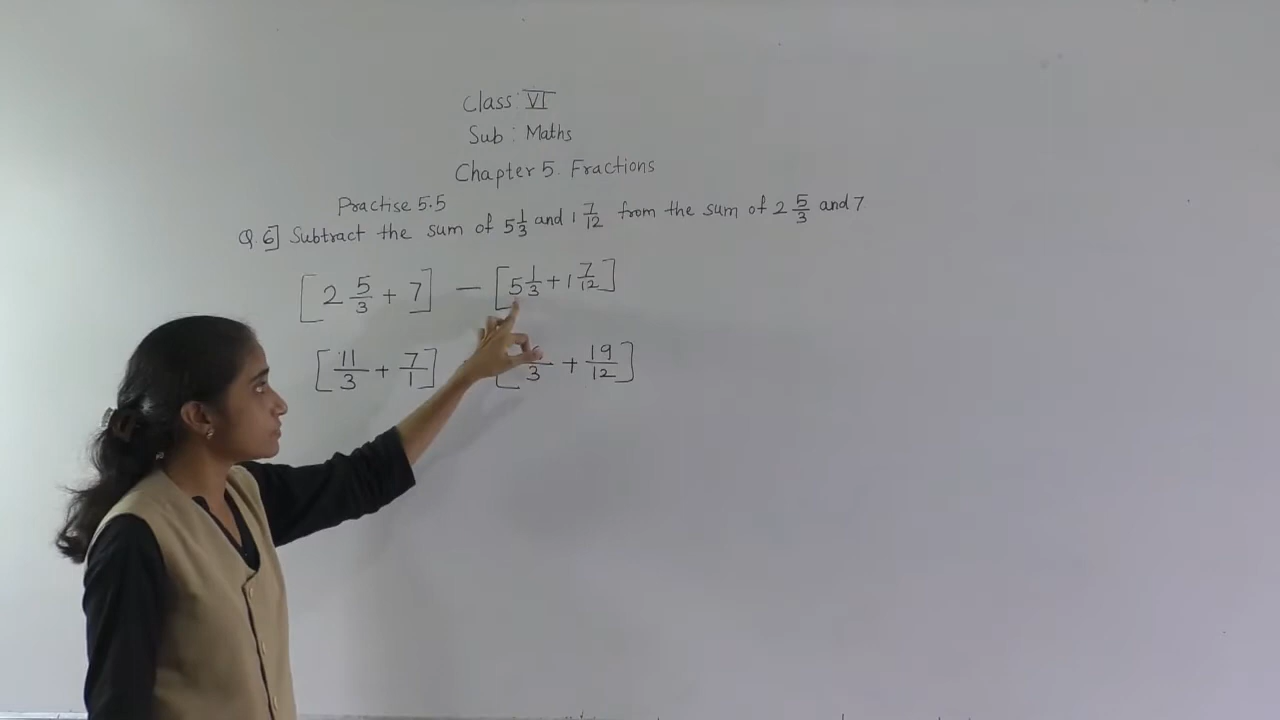 Class: VI
Sub : Maths
Chapter 5. Fractions
Practise 5.5
Q.6] Subtract the sum of 5 1/3 and 1 7/12 from the sum of 2 5/3 and 7
[2 5/3 + 7] - [5 1/3 + 1 7/12]
[11/3 + 7/1] [ /3 + 19/12]